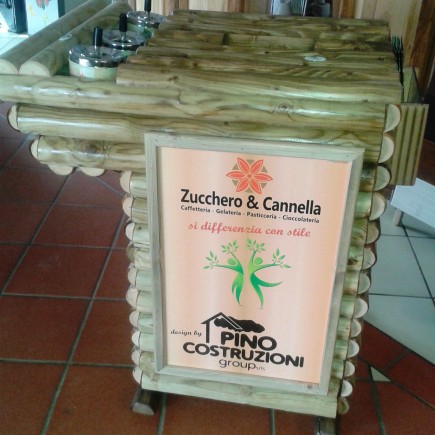 Zucchero & Cannella
Caffetteria - Gelateria - Pasticceria - Cioccolateria
si differenzia con stile
design by
PINO
COSTRUZIONI
group